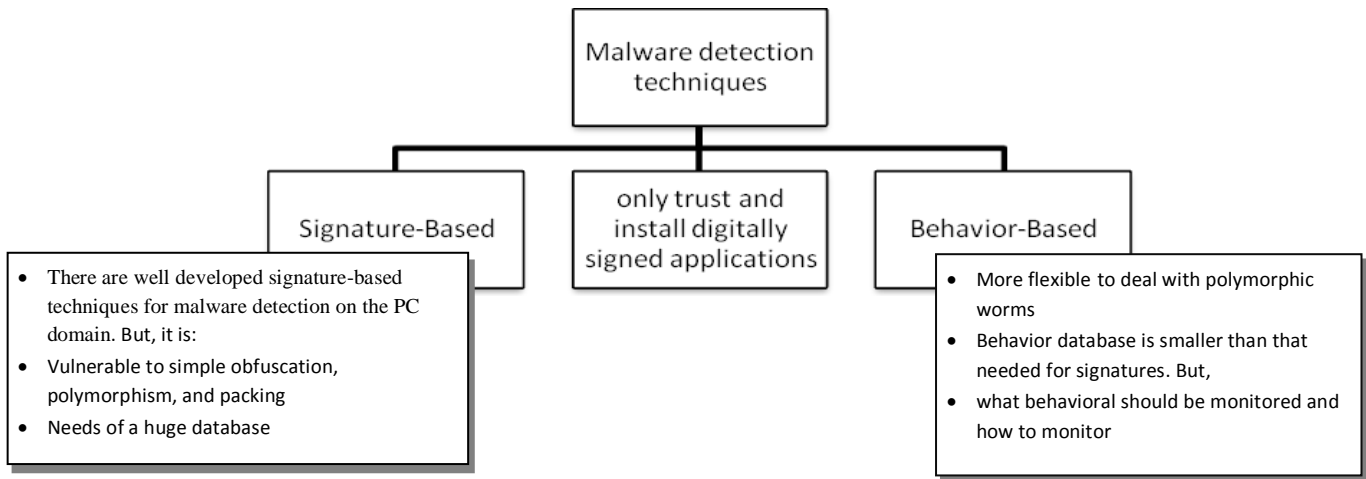 Malware detection
techniques
Signature-Based
only trust and
install digitally
signed applications
Behavior-Based
• There are well developed signature-based
techniques for malware detection on the PC
domain. But, it is:
• Vulnerable to simple obfuscation,
polymorphism, and packing
• Needs of a huge database
• More flexible to deal with polymorphic
worms
• Behavior database is smaller than that
needed for signatures. But,
• what behavioral should be monitored and
how to monitor